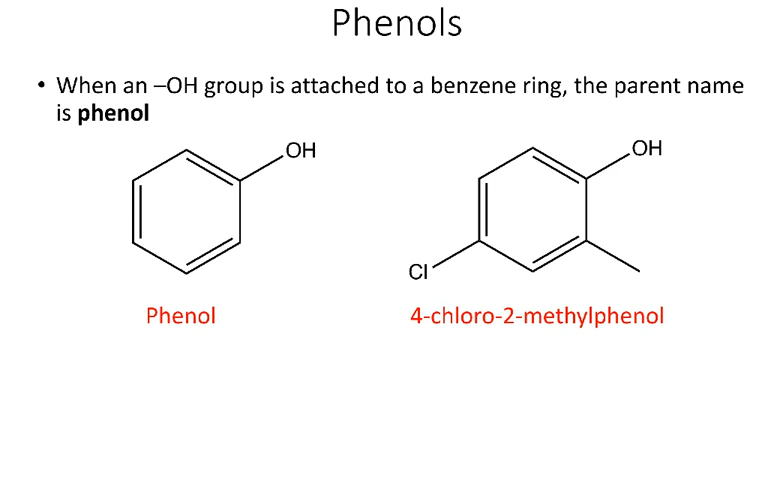 Phenols
• When an –OH group is attached to a benzene ring, the parent name
is phenol
OH
OH
Cl
Phenol
4-chloro-2-methylphenol